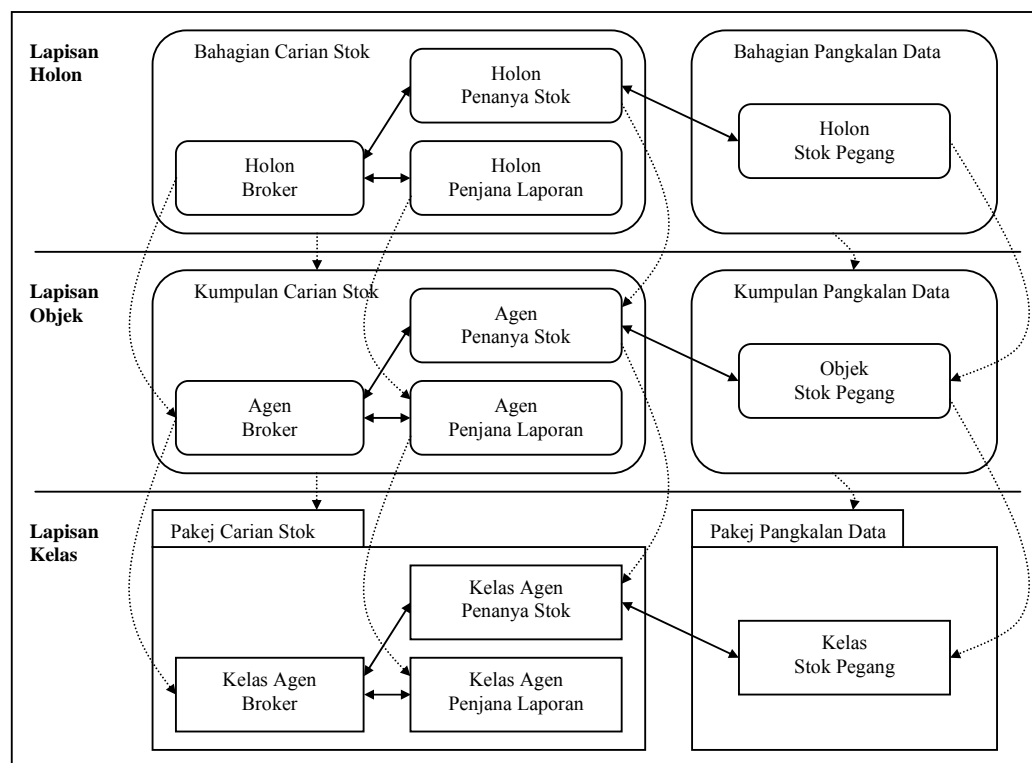 Lapisan
Holon
Bahagian Carian Stok
Holon
Penanya Stok
Holon
Broker
Holon
Penjana Laporan
Bahagian Pangkalan Data
Holon
Stok Pegang
Lapisan
Objek
Kumpulan Carian Stok
Agen
Penanya Stok
Agen
Broker
Agen
Penjana Laporan
Kumpulan Pangkalan Data
Objek
Stok Pegang
Lapisan
Kelas
Pakej Carian Stok
Kelas Agen
Penanya Stok
Kelas Agen
Broker
Kelas Agen
Penjana Laporan
Pakej Pangkalan Data
Kelas
Stok Pegang